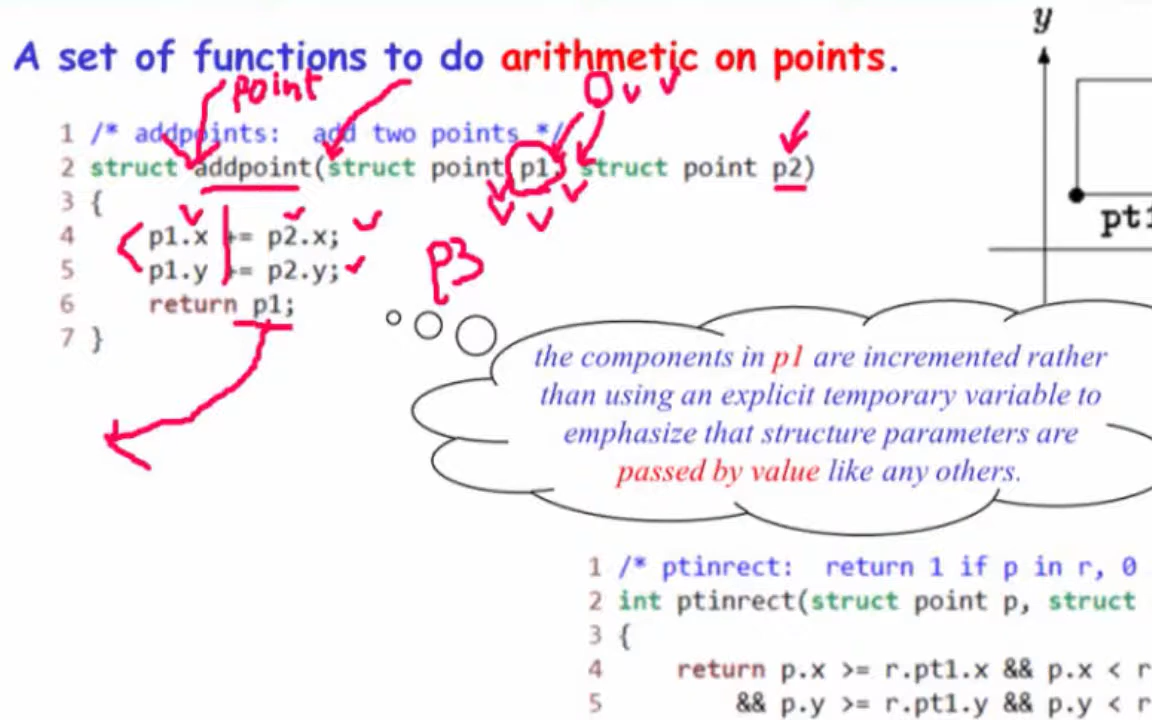 A set of functions to do arithmetic on points.
point
1 /* addpoints: add two points */
2 struct addpoint(struct point p1, struct point p2)
3 {
4 p1.x += p2.x;
5 p1.y += p2.y;
6 return p1;
7 }
p3
y
pt1
the components in p1 are incremented rather
than using an explicit temporary variable to
emphasize that structure parameters are
passed by value like any others.
1 /* ptinrect: return 1 if p in r, 0
2 int ptinrect(struct point p, struct
3 {
4 return p.x >= r.pt1.x && p.x < r
5 && p.y >= r.pt1.y && p.y < r